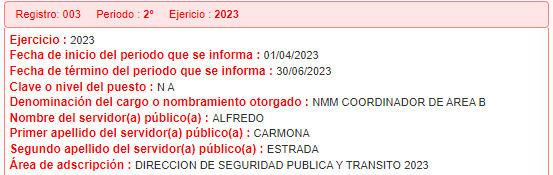 Registro: 003 Periodo : 2º Ejericio : 2023
Ejercicio : 2023
Fecha de inicio del periodo que se informa : 01/04/2023
Fecha de término del periodo que se informa : 30/06/2023
Clave o nivel del puesto : N A
Denominación del cargo o nombramiento otorgado : NMM COORDINADOR DE AREA B
Nombre del servidor(a) público(a) : ALFREDO
Primer apellido del servidor(a) público(a) : CARMONA
Segundo apellido del servidor(a) público(a) : ESTRADA
Área de adscripción : DIRECCION DE SEGURIDAD PUBLICA Y TRANSITO 2023